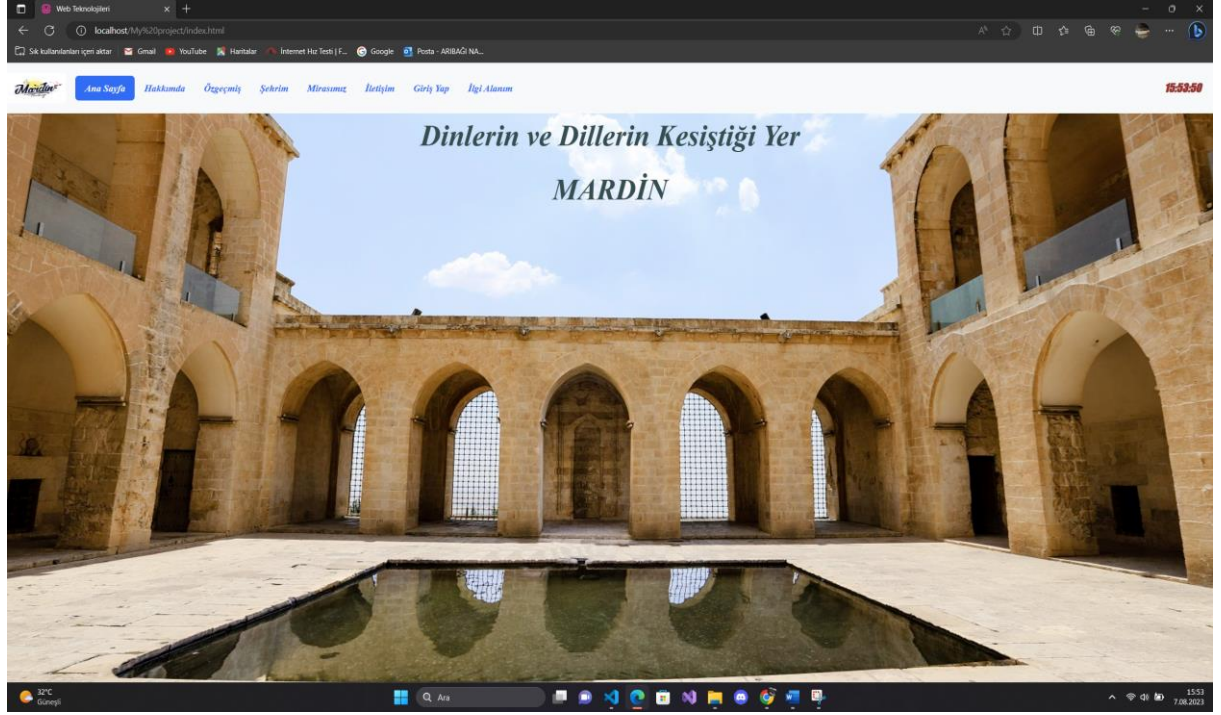 Web Teknolojileri
localhost/My%20project/index.html
Sık kullanılanları içeri aktar Gmail YouTube Haritalar İnternet Hız Testi | F... Google Posta - ARIBAĞI NA...
Mardin Ana Sayfa Hakkımda Özgeçmiş Şehrim Mirasımız İletişim Giriş Yap İlgi Alanım 15:53:50
Dinlerin ve Dillerin Kesiştiği Yer
MARDİN
32°C
Güneşli
Ara
15:53
7.08.2023